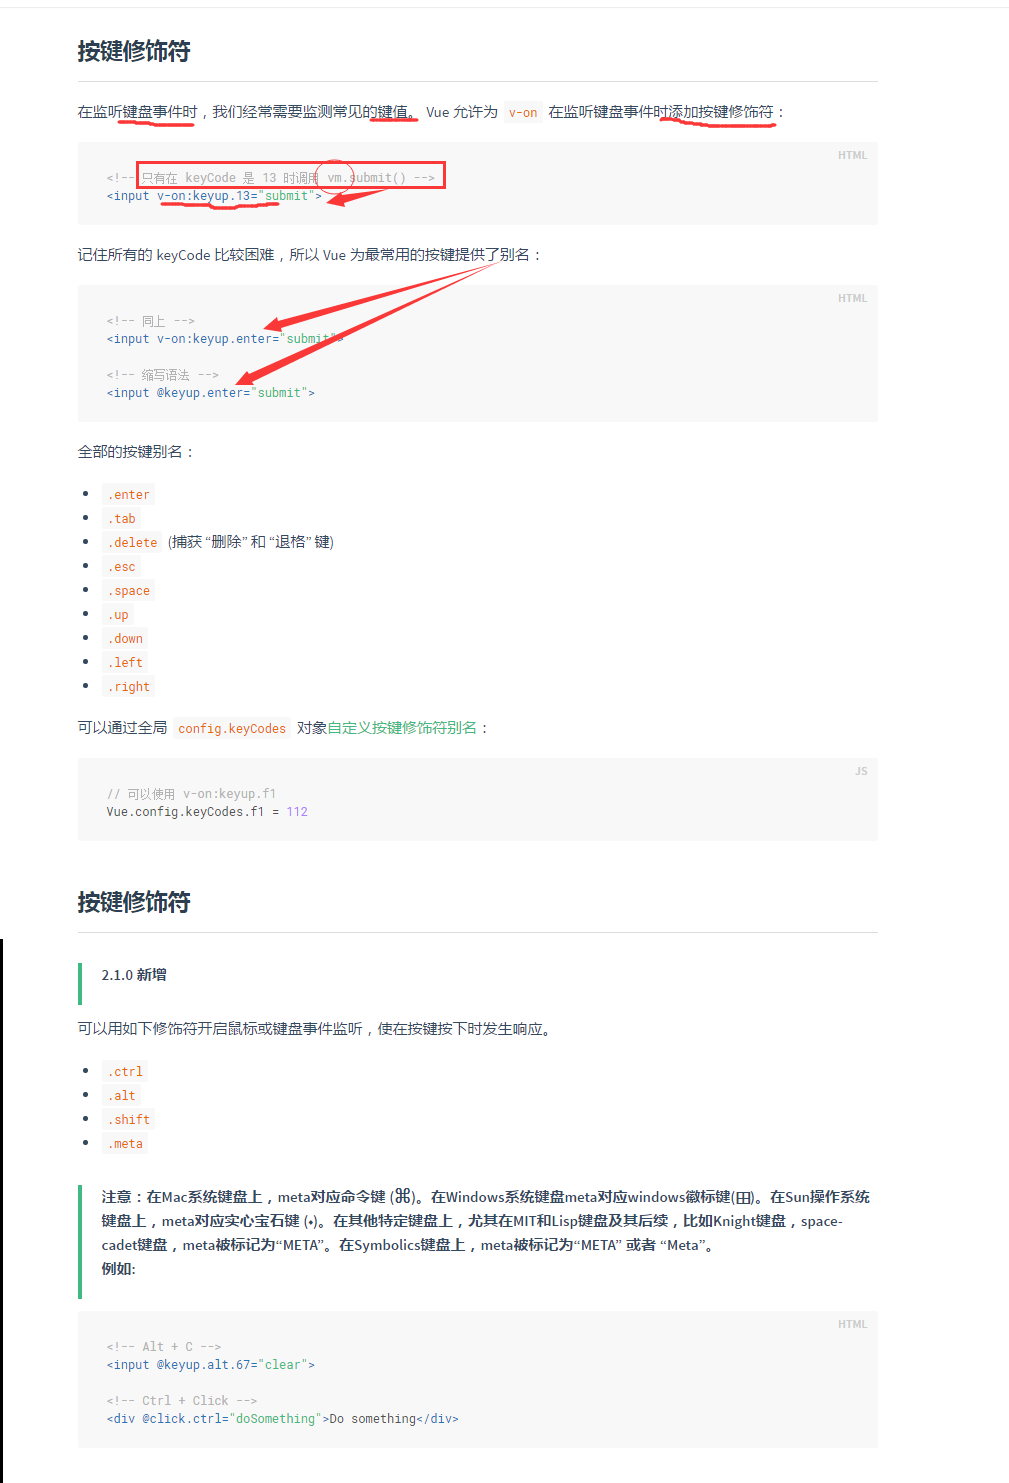 按键修饰符
在监听键盘事件时，我们经常需要监测常见的键值。 Vue 允许为 v-on 在监听键盘事件时添加按键修饰符：
HTML
<!-- 只有在 keyCode 是 13 时调用 vm.submit() -->
<input v-on:keyup.13="submit">
记住所有的 keyCode 比较困难，所以 Vue 为最常用的按键提供了别名：
HTML
<!-- 同上 -->
<input v-on:keyup.enter="submit">
<!-- 缩写语法 -->
<input @keyup.enter="submit">
全部的按键别名：
.enter
.tab
.delete (捕获 “删除” 和 “退格” 键)
.esc
.space
.up
.down
.left
.right
可以通过全局 config.keyCodes 对象自定义按键修饰符别名：
JS
// 可以使用 v-on:keyup.f1
Vue.config.keyCodes.f1 = 112
按键修饰符
2.1.0 新增
可以用如下修饰符开启鼠标或键盘事件监听，使在按键按下时发生响应。
.ctrl
.alt
.shift
.meta
注意：在Mac系统键盘上，meta对应命令键 (⌘)。在Windows系统键盘meta对应windows徽标键(⊞)。在Sun操作系统
键盘上，meta对应实心宝石键 (◆)。在其他特定键盘上，尤其在MIT和Lisp键盘及其后续，比如Knight键盘，space-
cadet键盘，meta被标记为“META”。在Symbolics键盘上，meta被标记为“META” 或者 “Meta”。
例如:
HTML
<!-- Alt + C -->
<input @keyup.alt.67="clear">
<!-- Ctrl + Click -->
<div @click.ctrl="doSomething">Do something</div>